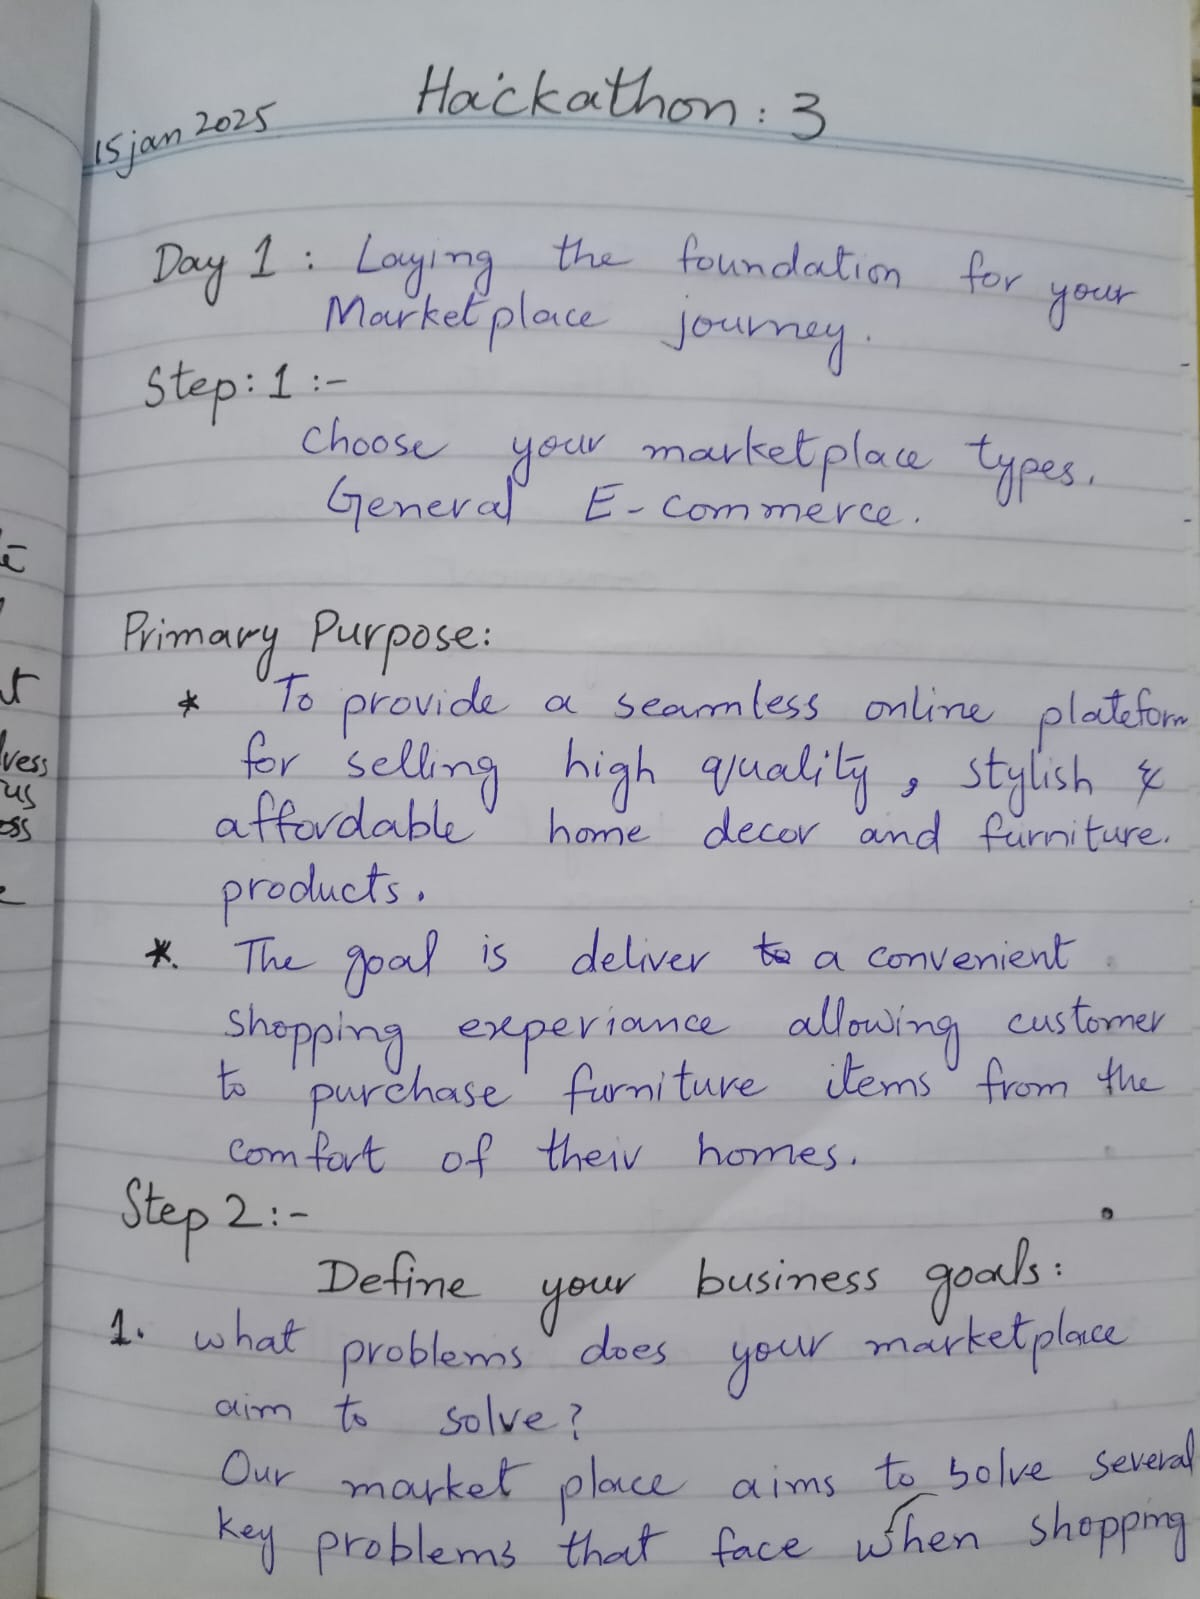 Hackathon : 3
15 jan 2025
Day 1 : Laying the foundation for your
Marketplace journey.
Step : 1 :-
Choose your marketplace types.
General E-commerce.
Primary Purpose:
* To provide a seamless online plateform
for selling high quality, stylish &
affordable home decor and furniture.
products.
*. The goal is deliver to a convenient
shopping experiance allowing customer
to purchase furniture items from the
comfort of their homes.
Step 2 :-
Define your business goals:
1. what problems does your marketplace
aim to solve?
Our market place aims to solve several
key problems that face when shopping